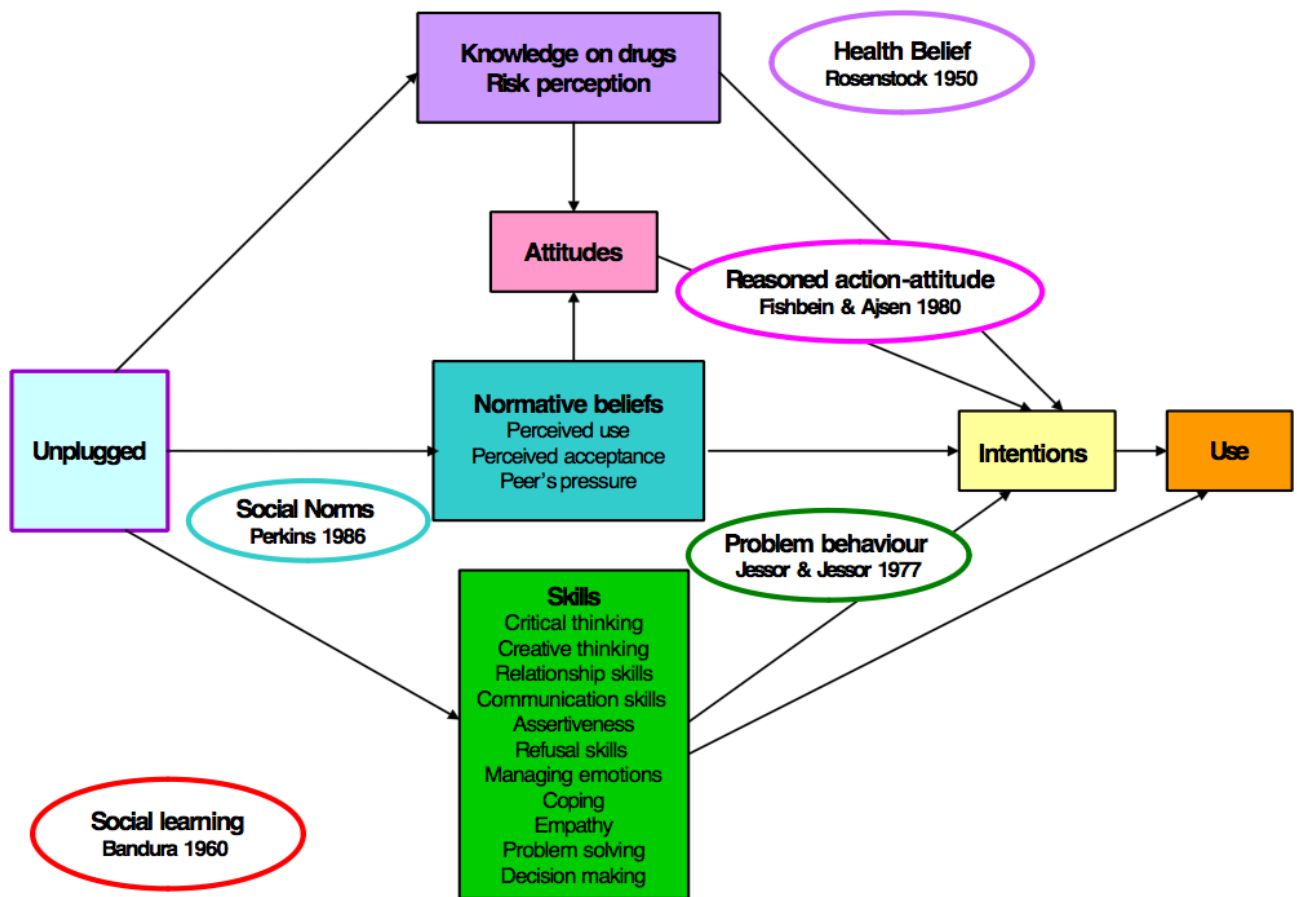 Knowledge on drugs
Risk perception
Health Belief
Rosenstock 1950
Attitudes
Reasoned action-attitude
Fishbein & Ajsen 1980
Unplugged
Normative beliefs
Perceived use
Perceived acceptance
Peer's pressure
Intentions
Use
Social Norms
Perkins 1986
Problem behaviour
Jessor & Jessor 1977
Skills
Critical thinking
Creative thinking
Relationship skills
Communication skills
Assertiveness
Refusal skills
Managing emotions
Coping
Empathy
Problem solving
Decision making
Social learning
Bandura 1960